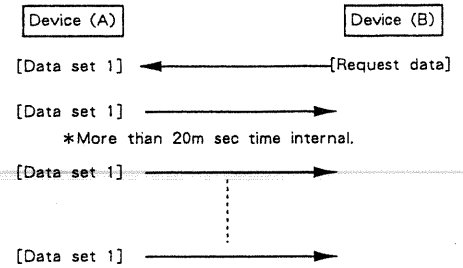 Device (A) Device (B)
[Data set 1] [Request data]
[Data set 1]
*More than 20m sec time internal.
[Data set 1]
[Data set 1]